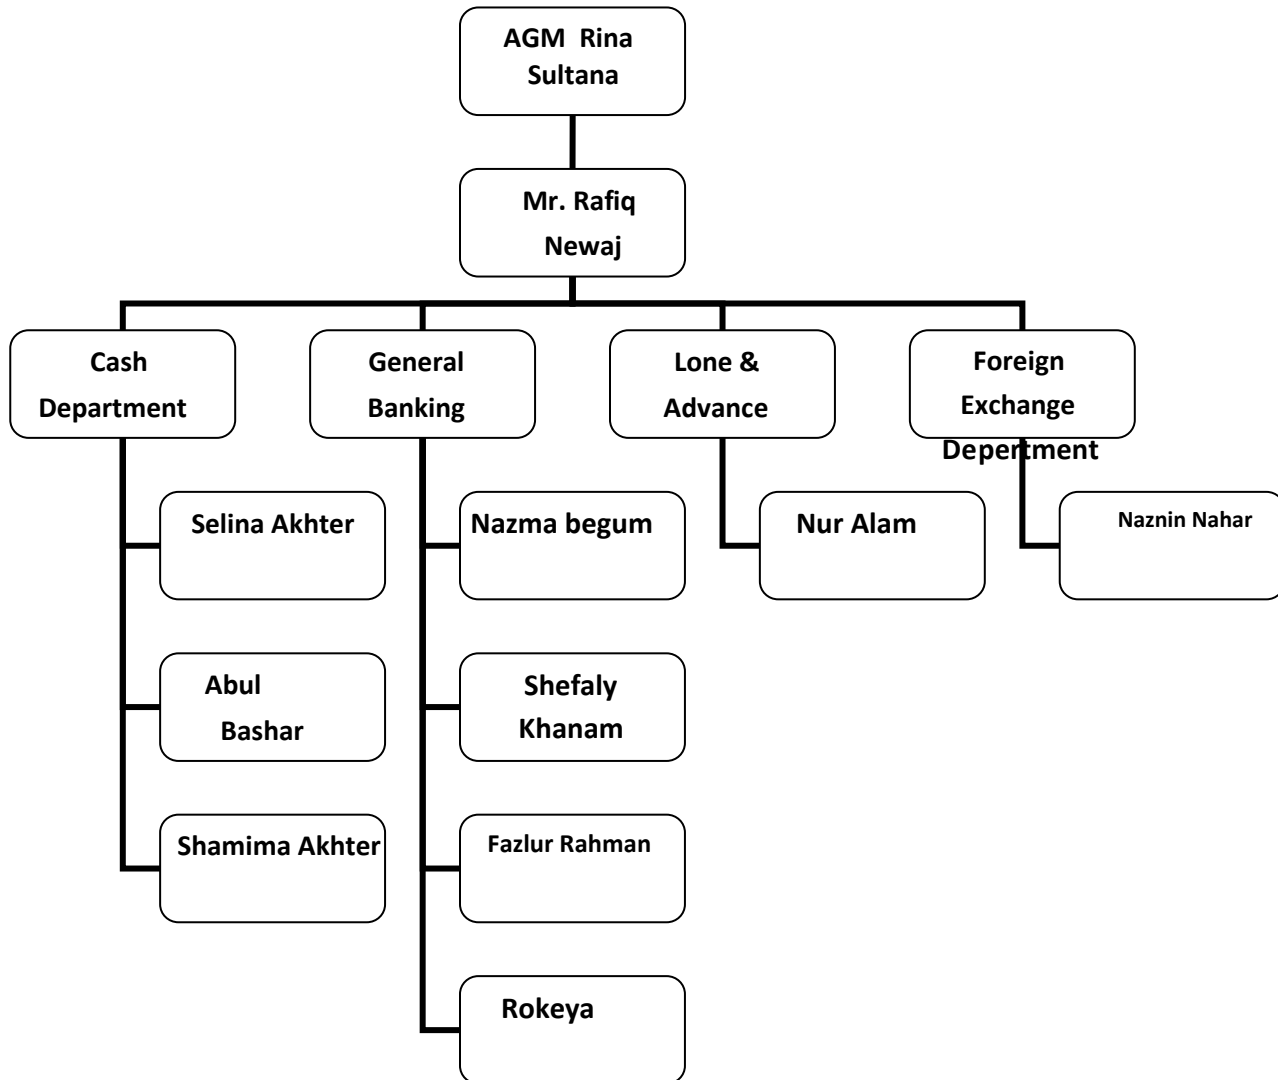 AGM Rina
Sultana
Mr. Rafiq
Newaj
Cash
Department
General
Banking
Lone &
Advance
Foreign
Exchange
Depertment
Selina Akhter
Nazma begum
Nur Alam
Naznin Nahar
Abul
Bashar
Shefaly
Khanam
Shamima Akhter
Fazlur Rahman
Rokeya